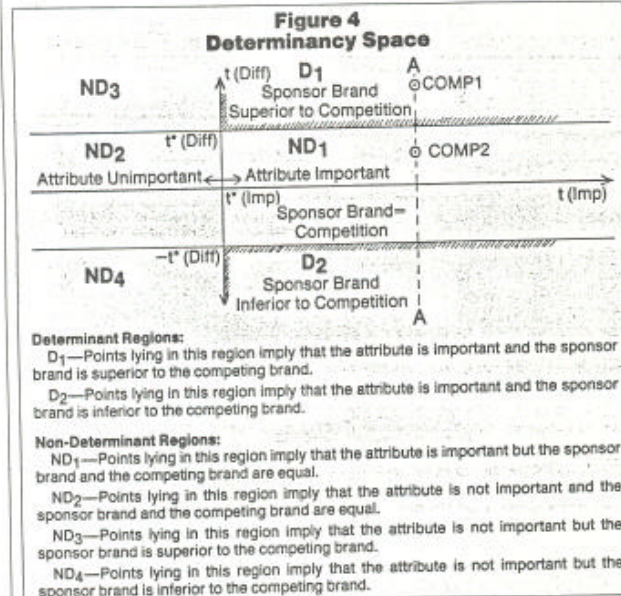 Figure 4
Determinancy Space
t (Diff) D1 A
ND3 Sponsor Brand COMP1
Superior to Competition
t* (Diff)
ND2 ND1 COMP2
Attribute Unimportant Attribute Important
t* (Imp) t (Imp)
Sponsor Brand=
Competition
–t* (Diff)
ND4 D2
Sponsor Brand
Inferior to Competition
A
Determinant Regions:
D1—Points lying in this region imply that the attribute is important and the sponsor
brand is superior to the competing brand.
D2—Points lying in this region imply that the attribute is important and the sponsor
brand is inferior to the competing brand.
Non-Determinant Regions:
ND1—Points lying in this region imply that the attribute is important but the sponsor
brand and the competing brand are equal.
ND2—Points lying in this region imply that the attribute is not important and the
sponsor brand and the competing brand are equal.
ND3—Points lying in this region imply that the attribute is not important but the
sponsor brand is superior to the competing brand.
ND4—Points lying in this region imply that the attribute is not important but the
sponsor brand is inferior to the competing brand.